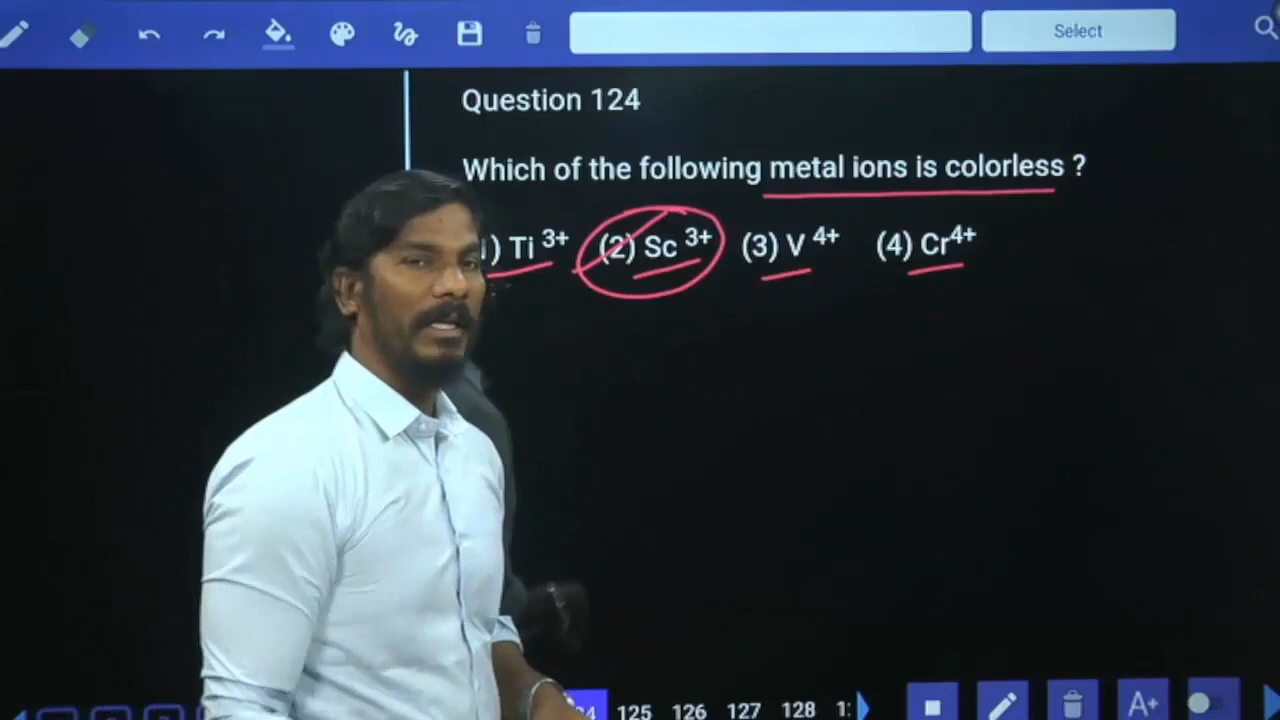 Select
Question 124
Which of the following metal ions is colorless ?
) Ti 3+ (2) Sc 3+ (3) V 4+ (4) Cr4+
125 126 127 128
A+